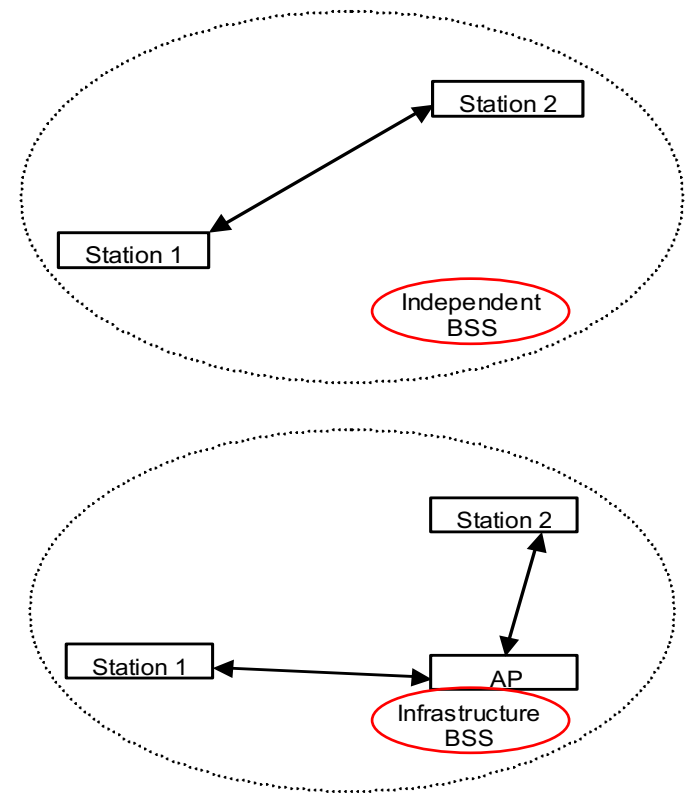 Station 2
Station 1
Independent
BSS
Station 2
Station 1
AP
Infrastructure
BSS